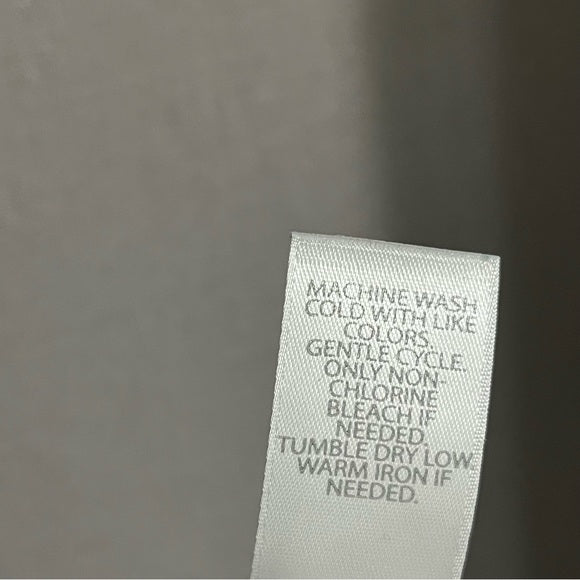 MACHINE WASH
COLD WITH LIKE
COLORS.
GENTLE CYCLE.
ONLY NON-
CHLORINE
BLEACH IF
NEEDED.
TUMBLE DRY LOW.
WARM IRON IF
NEEDED.